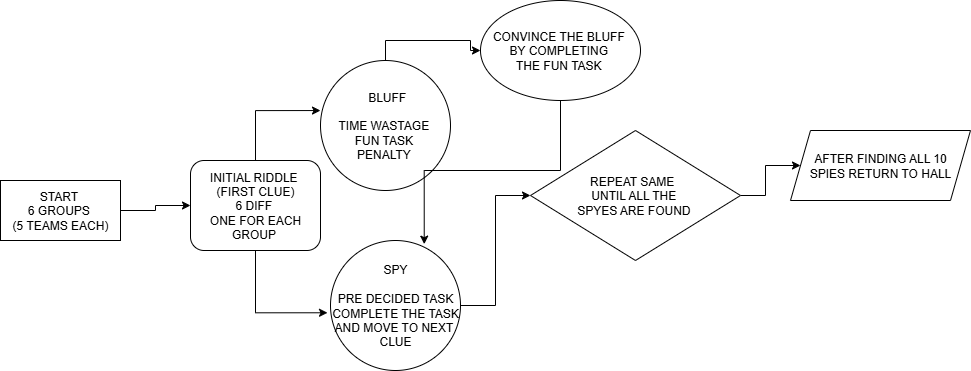 START
6 GROUPS
(5 TEAMS EACH)
INITIAL RIDDLE
(FIRST CLUE)
6 DIFF
ONE FOR EACH
GROUP
BLUFF
TIME WASTAGE
FUN TASK
PENALTY
CONVINCE THE BLUFF
BY COMPLETING
THE FUN TASK
SPY
PRE DECIDED TASK
COMPLETE THE TASK
AND MOVE TO NEXT
CLUE
REPEAT SAME
UNTIL ALL THE
SPYES ARE FOUND
AFTER FINDING ALL 10
SPIES RETURN TO HALL